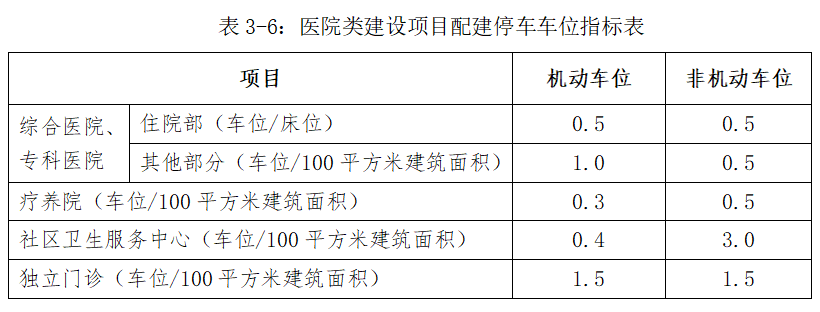 表 3-6：医院类建设项目配建停车车位指标表
项目 机动车位 非机动车位
综合医院、专科医院 住院部（车位/床位） 0.5 0.5
其他部分（车位/100 平方米建筑面积） 1.0 0.5
疗养院（车位/100 平方米建筑面积） 0.3 0.5
社区卫生服务中心（车位/100 平方米建筑面积） 0.4 3.0
独立门诊（车位/100 平方米建筑面积） 1.5 1.5